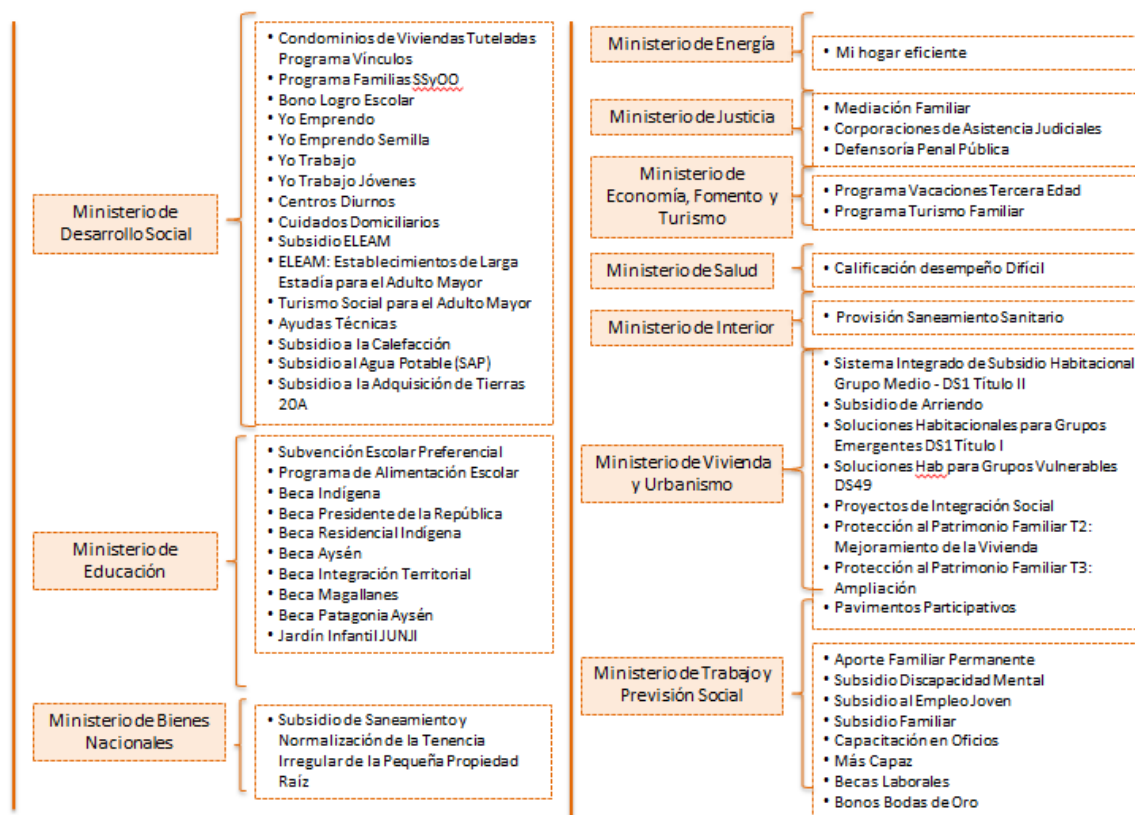 Ministerio de
Desarrollo Social
• Condominios de Viviendas Tuteladas
Programa Vínculos
• Programa Familias SSyOO
• Bono Logro Escolar
• Yo Emprendo
• Yo Emprendo Semilla
• Yo Trabajo
• Yo Trabajo Jóvenes
• Centros Diurnos
• Cuidados Domiciliarios
• Subsidio ELEAM
• ELEAM: Establecimientos de Larga
Estadía para el Adulto Mayor
• Turismo Social para el Adulto Mayor
• Ayudas Técnicas
• Subsidio a la Calefacción
• Subsidio al Agua Potable (SAP)
• Subsidio a la Adquisición de Tierras
20A
Ministerio de
Educación
• Subvención Escolar Preferencial
• Programa de Alimentación Escolar
• Beca Indígena
• Beca Presidente de la República
• Beca Residencial Indígena
• Beca Aysén
• Beca Integración Territorial
• Beca Magallanes
• Beca Patagonia Aysén
• Jardín Infantil JUNJI
Ministerio de Bienes
Nacionales
• Subsidio de Saneamiento y
Normalización de la Tenencia
Irregular de la Pequeña Propiedad
Raíz
Ministerio de Energía
• Mi hogar eficiente
Ministerio de Justicia
• Mediación Familiar
• Corporaciones de Asistencia Judiciales
• Defensoría Penal Pública
Ministerio de
Economía, Fomento y
Turismo
• Programa Vacaciones Tercera Edad
• Programa Turismo Familiar
Ministerio de Salud
• Calificación desempeño Difícil
Ministerio de Interior
• Provisión Saneamiento Sanitario
Ministerio de Vivienda
y Urbanismo
• Sistema Integrado de Subsidio Habitacional
Grupo Medio - DS1 Título II
• Subsidio de Arriendo
• Soluciones Habitacionales para Grupos
Emergentes DS1 Título I
• Soluciones Hab para Grupos Vulnerables
DS49
• Proyectos de Integración Social
• Protección al Patrimonio Familiar T2:
Mejoramiento de la Vivienda
• Protección al Patrimonio Familiar T3:
Ampliación
• Pavimentos Participativos
Ministerio de Trabajo y
Previsión Social
• Aporte Familiar Permanente
• Subsidio Discapacidad Mental
• Subsidio al Empleo Joven
• Subsidio Familiar
• Capacitación en Oficios
• Más Capaz
• Becas Laborales
• Bonos Bodas de Oro